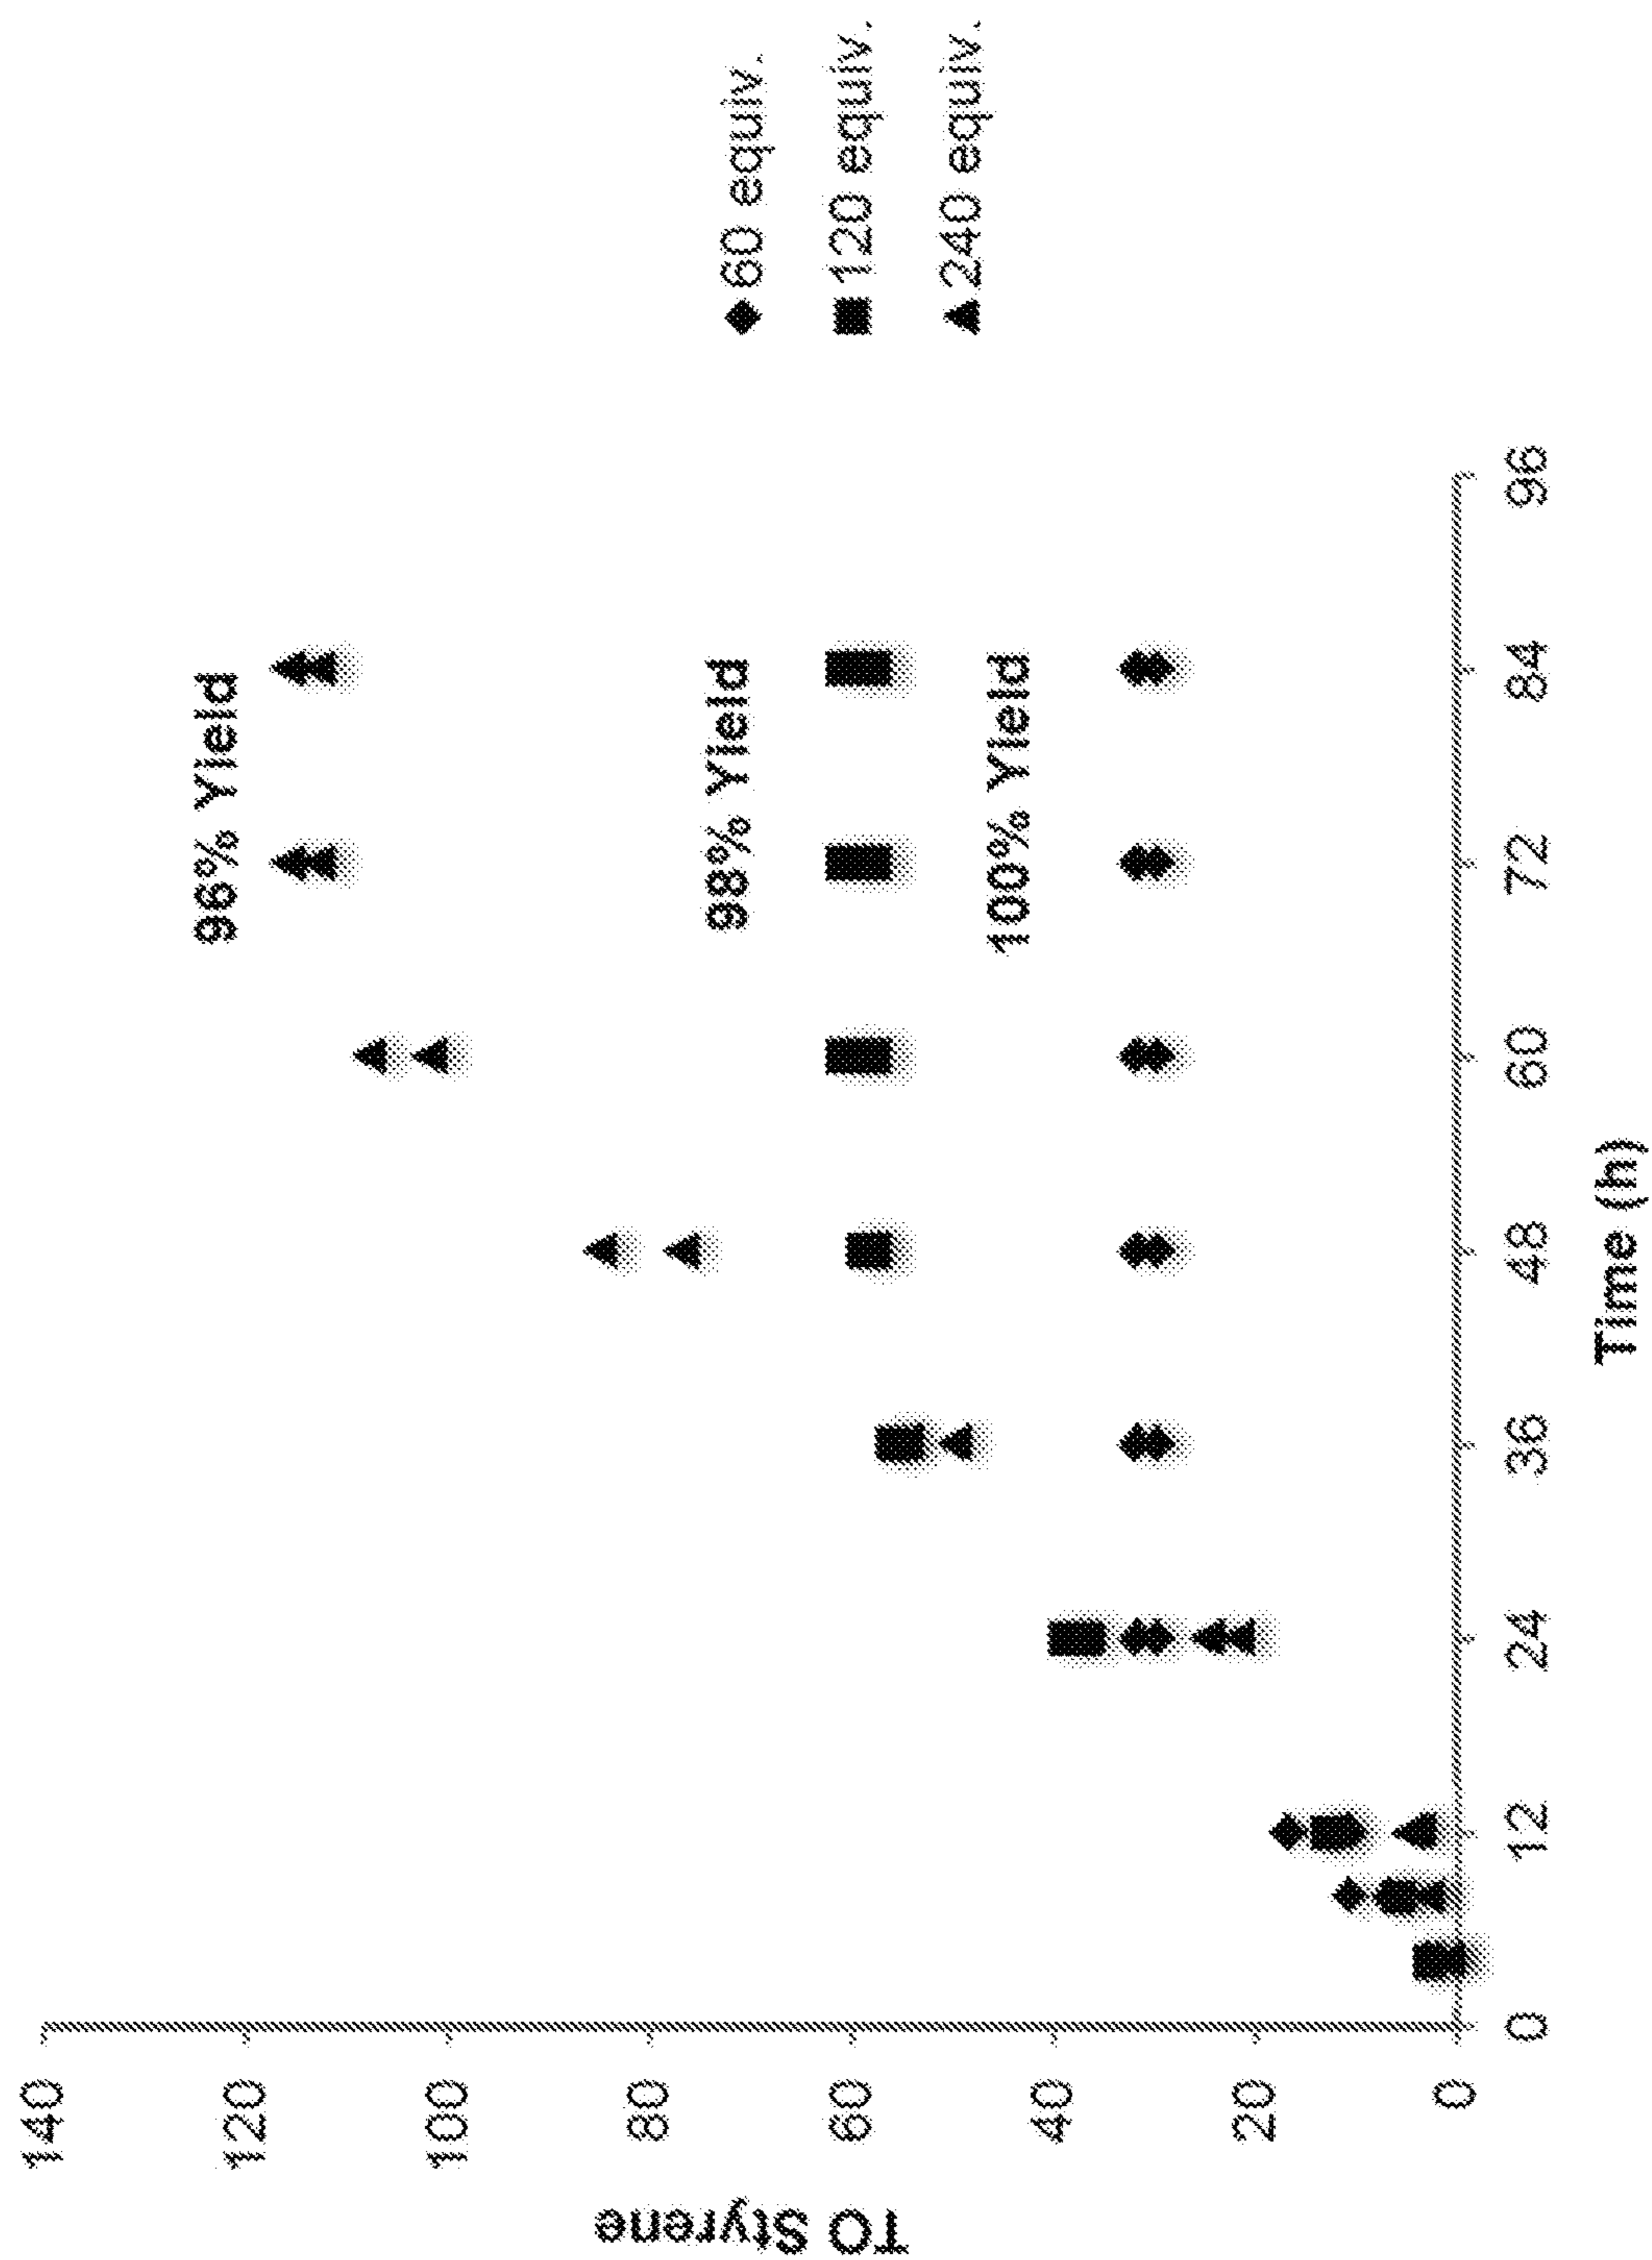 TO Styrene
140
120
100
80
60
40
20
0
96% Yield
98% Yield
100% Yield
0
12
24
36
48
60
72
84
96
Time (h)
60 equiv.
120 equiv.
240 equiv.